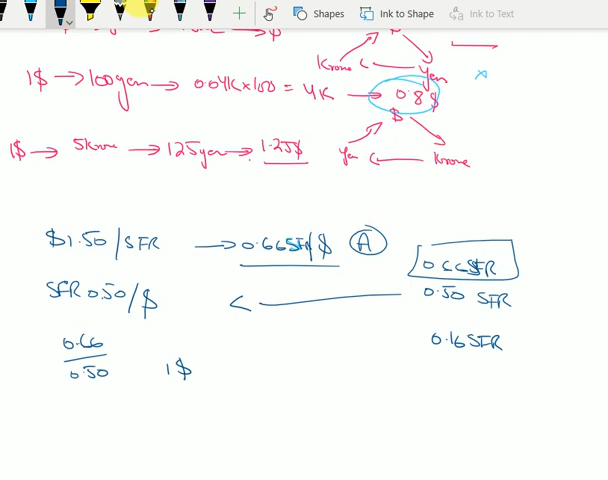 Shapes Ink to Shape Ink to Text
$
Krone Yen
1$ → 100yen → 0.04K×100 = 4K → 0.8$
$
1$ → 5krone → 125yen → 1.25$ Yen Krone
$1.50/SFR → 0.66SFR/$ A
0.66SFR
SFR 0.50/$ ← 0.50 SFR
0.66
0.16SFR
0.50 1$